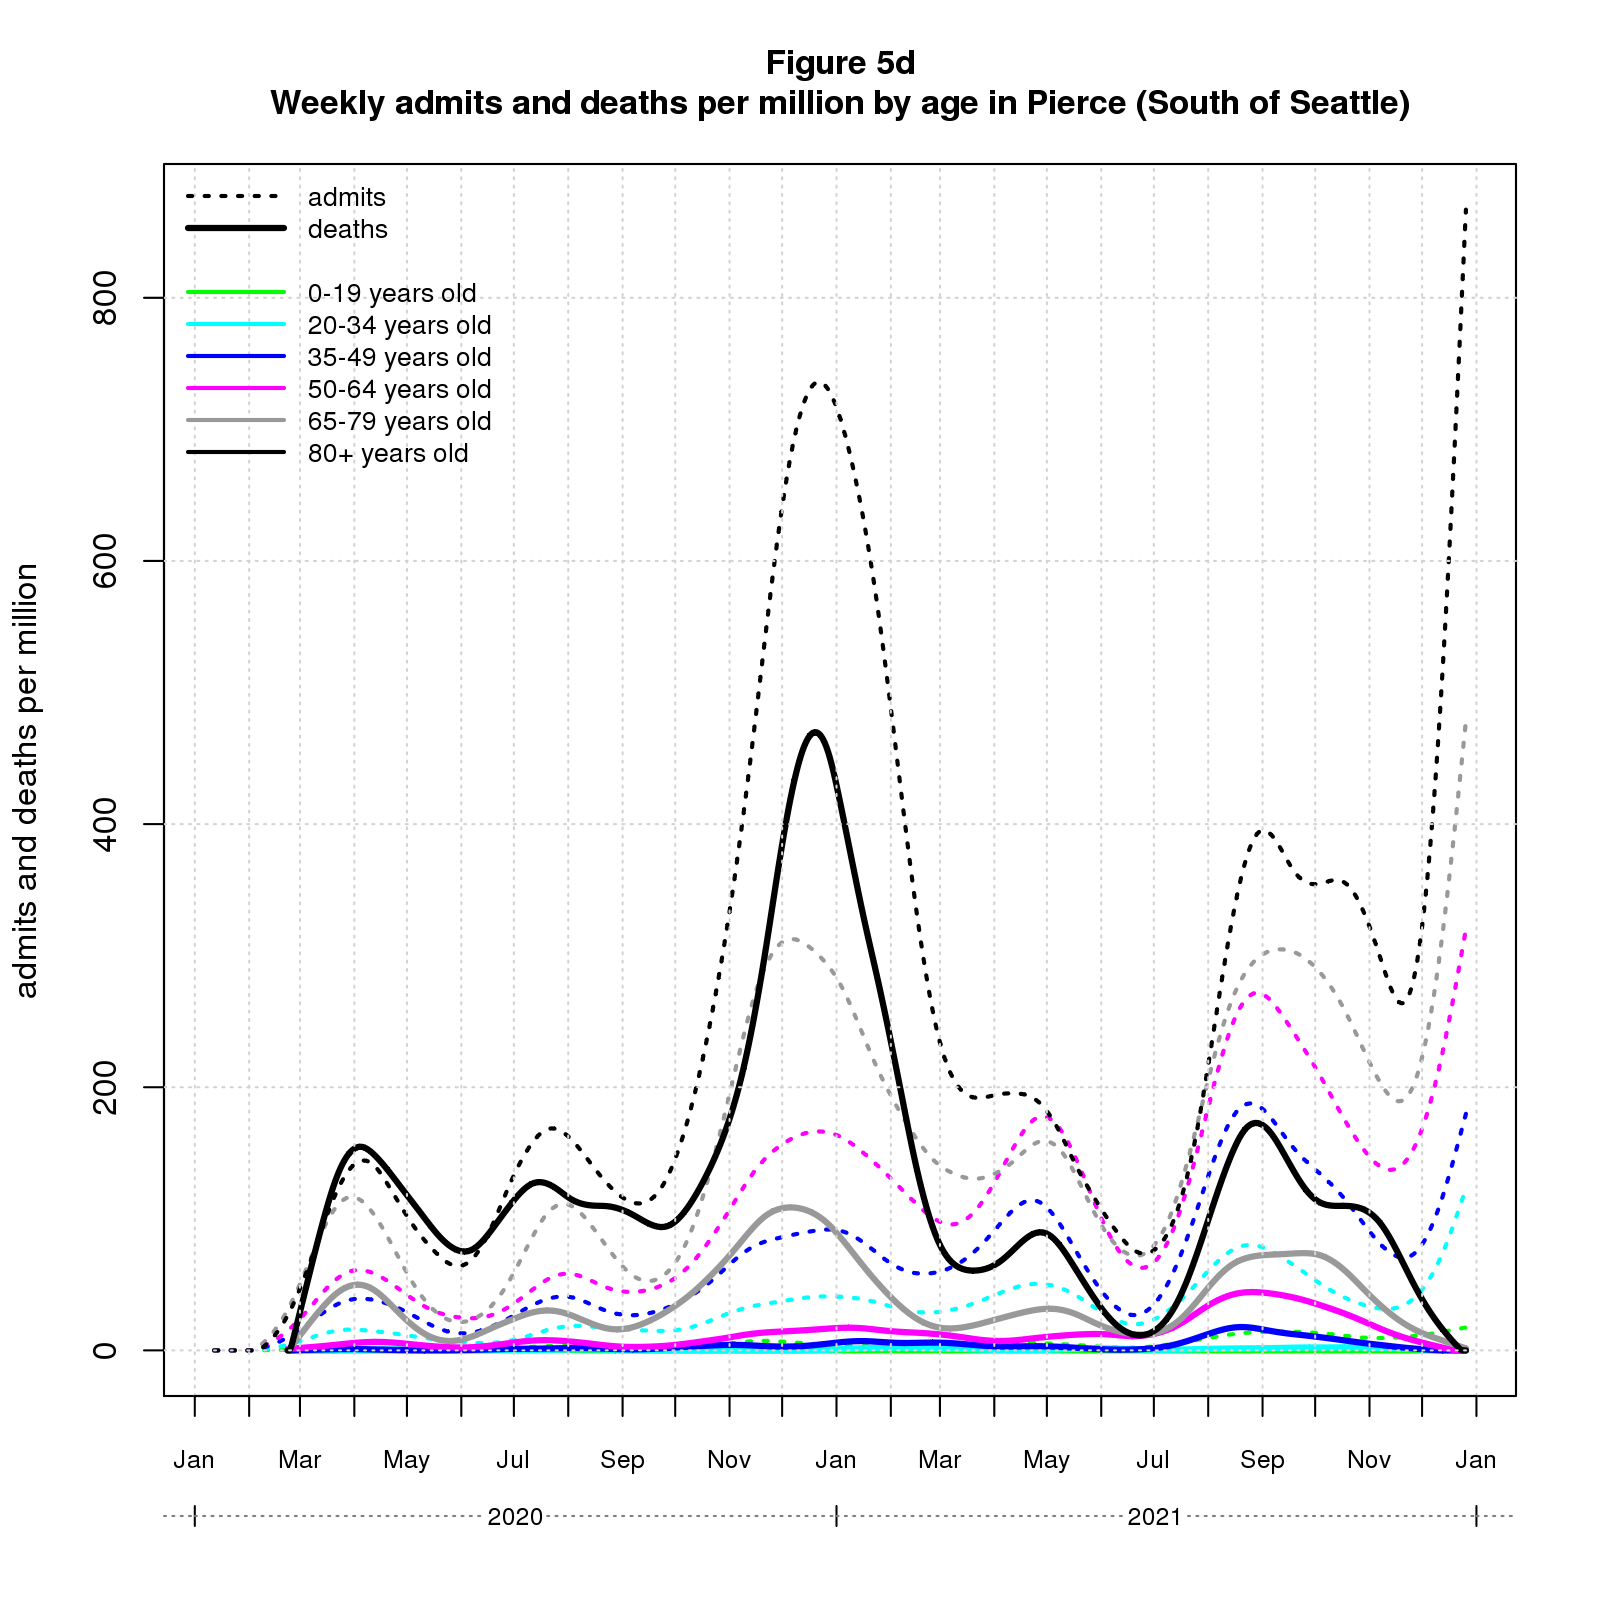 Figure 5d
Weekly admits and deaths per million by age in Pierce (South of Seattle)
admits
deaths
0-19 years old
20-34 years old
35-49 years old
50-64 years old
65-79 years old
80+ years old
admits and deaths per million
800
600
400
200
0
Jan Mar May Jul Sep Nov Jan Mar May Jul Sep Nov Jan
2020 2021